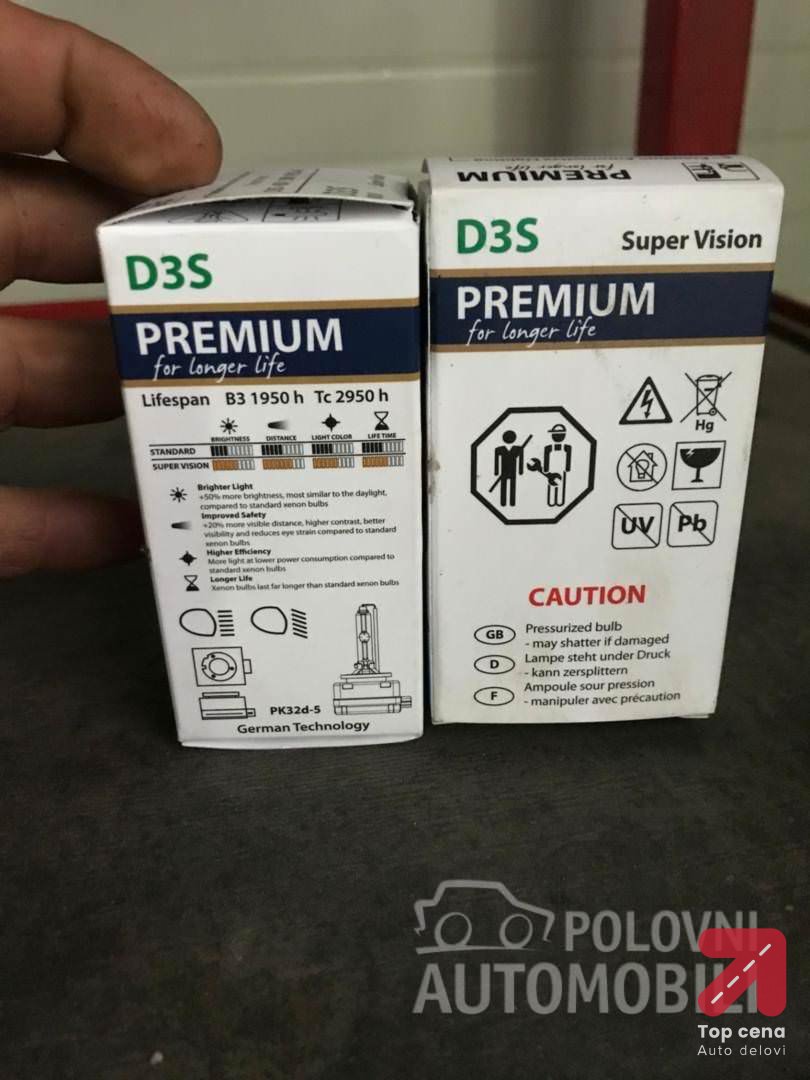 D3S
PREMIUM
for longer life
Lifespan B3 1950 h Tc 2950 h
BRIGHTNESS DISTANCE LIGHT COLOR LIFE TIME
STANDARD
SUPER VISION
Brighter Light
+50% more brightness, most similar to the daylight,
compared to standard xenon bulbs
Improved Safety
+20% more visible distance, higher contrast, better
visibility and reduces eye strain compared to standard
xenon bulbs
Higher Efficiency
More light at lower power consumption compared to
standard xenon bulbs
Longer Life
Xenon bulbs last far longer than standard xenon bulbs
PK32d-5
German Technology
PREMIUM
for longer life
D3S Super Vision
PREMIUM
for longer life
Hg
UV Pb
CAUTION
GB Pressurized bulb
- may shatter if damaged
D Lampe steht under Druck
- kann zersplittern
F Ampoule sour pression
- manipuler avec précaution
POLOVNI
AUTOMOBILI
Top cena
Auto delovi